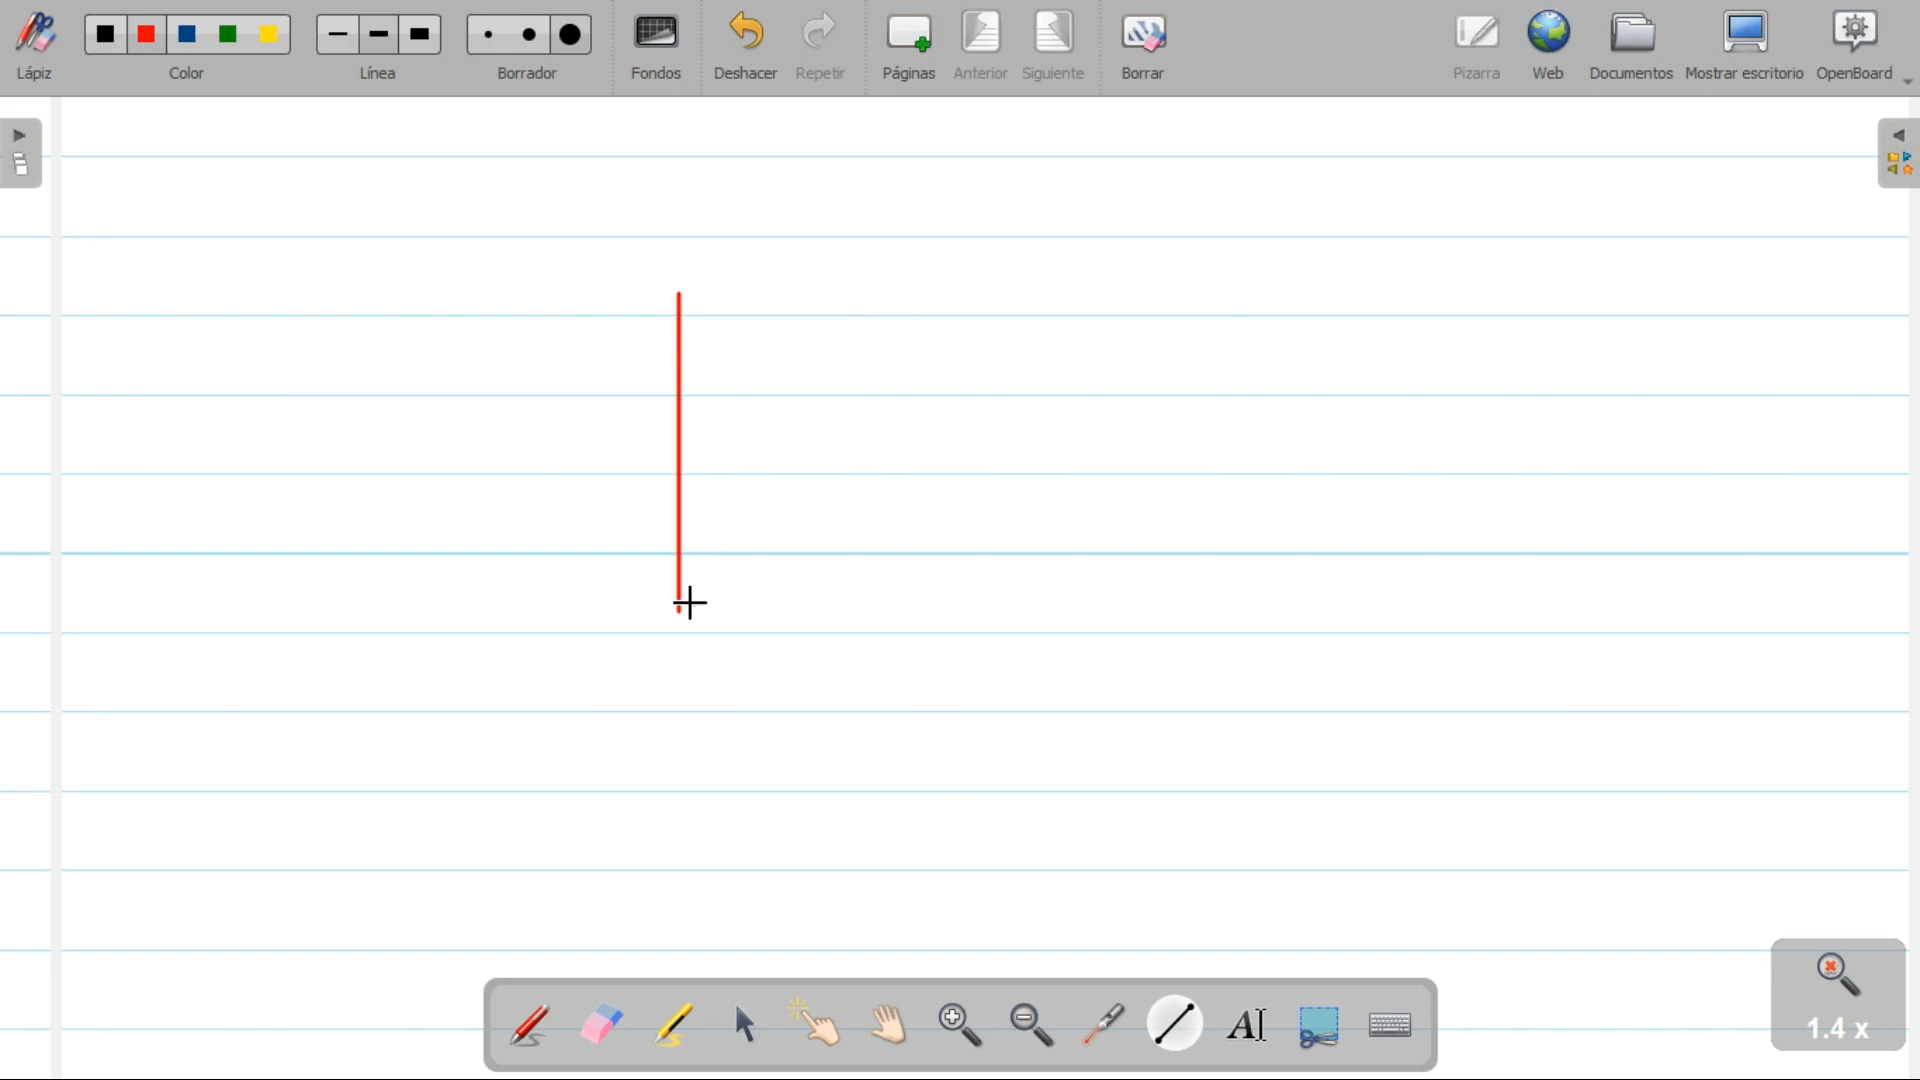 Lápiz
Color
Línea
Borrador
Fondos
Deshacer
Repetir
Páginas
Anterior
Siguiente
Borrar
Pizarra
Web
Documentos
Mostrar escritorio
OpenBoard
AI
1.4 x